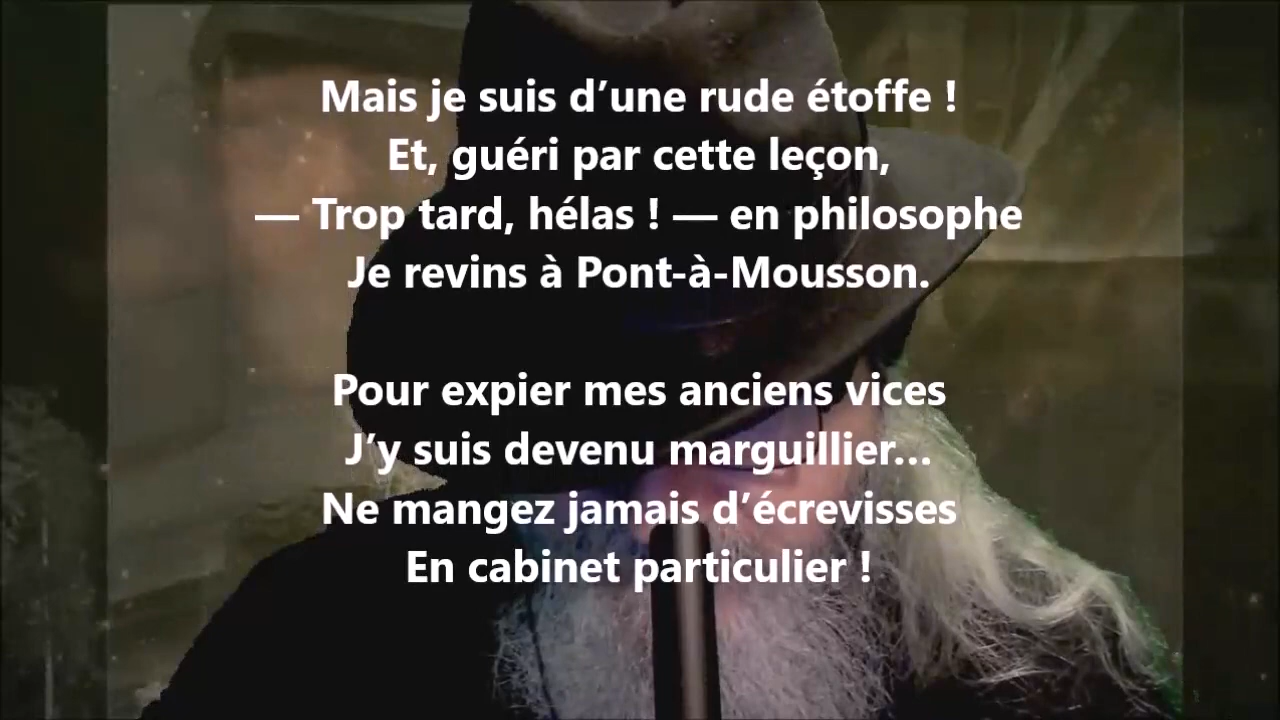 Mais je suis d’une rude étoffe !
Et, guéri par cette leçon,
— Trop tard, hélas ! — en philosophe
Je revins à Pont-à-Mousson.
Pour expier mes anciens vices
J’y suis devenu marguillier...
Ne mangez jamais d’écrevisses
En cabinet particulier !